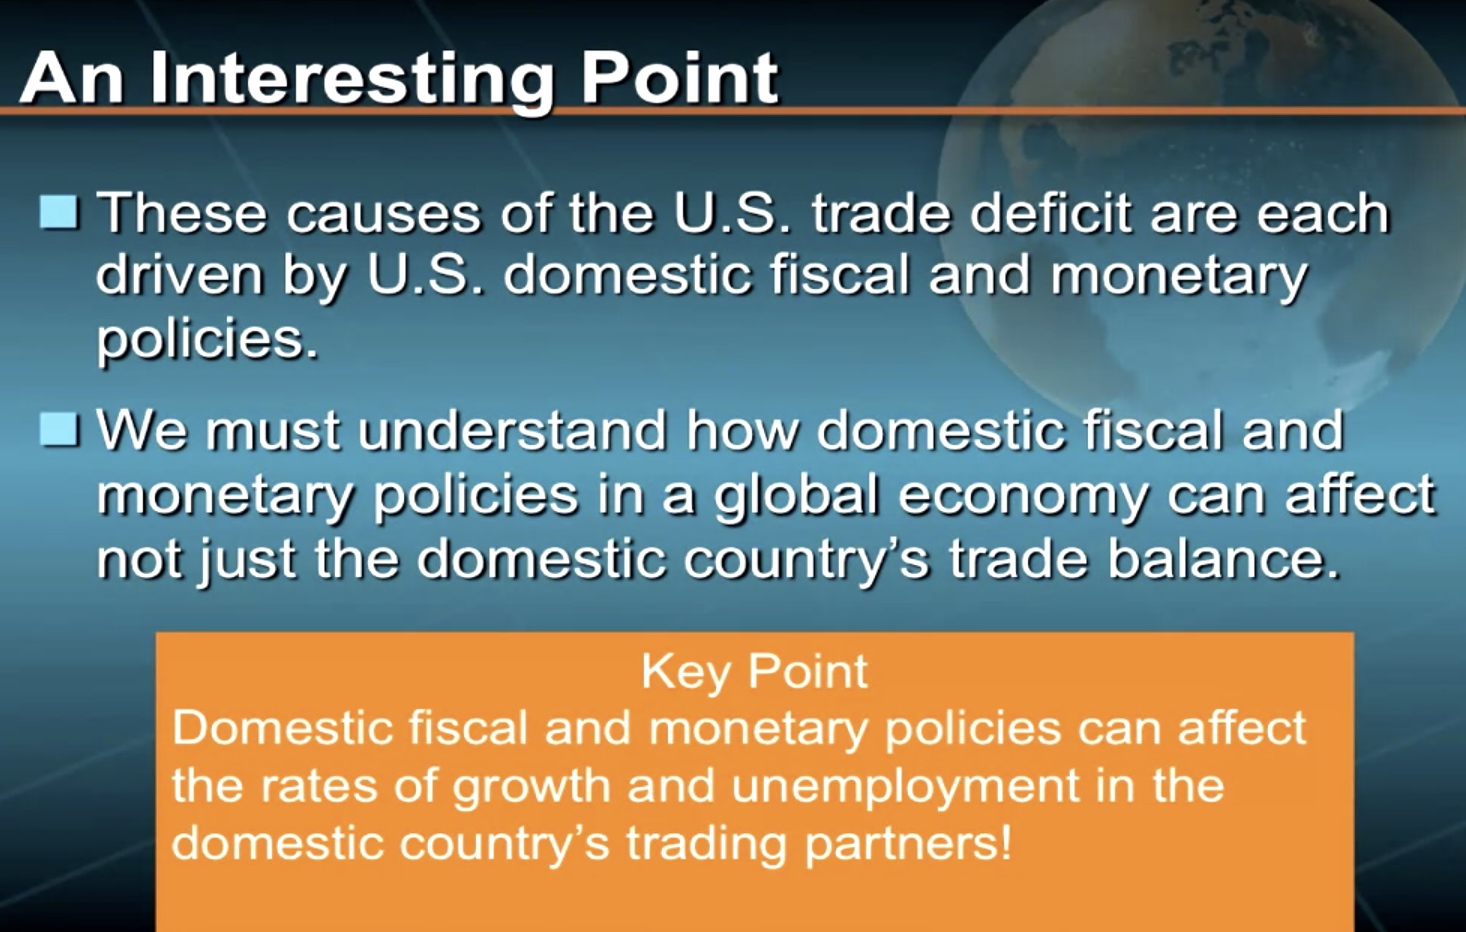 An Interesting Point
These causes of the U.S. trade deficit are each
driven by U.S. domestic fiscal and monetary
policies.
We must understand how domestic fiscal and
monetary policies in a global economy can affect
not just the domestic country’s trade balance.
Key Point
Domestic fiscal and monetary policies can affect
the rates of growth and unemployment in the
domestic country’s trading partners!